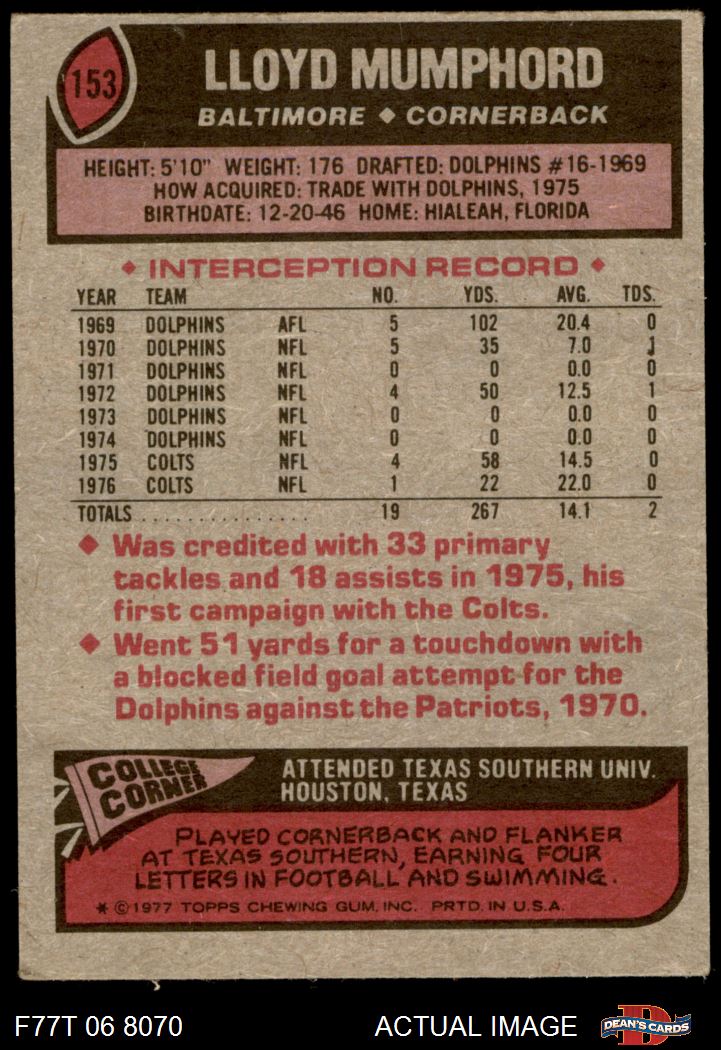 153
LLOYD MUMPHORD
BALTIMORE ◆ CORNERBACK
HEIGHT: 5'10" WEIGHT: 176 DRAFTED: DOLPHINS #16-1969
HOW ACQUIRED: TRADE WITH DOLPHINS, 1975
BIRTHDATE: 12-20-46 HOME: HIALEAH, FLORIDA
◆ INTERCEPTION RECORD ◆
YEAR TEAM NO. YDS. AVG. TDS.
1969 DOLPHINS AFL 5 102 20.4 0
1970 DOLPHINS NFL 5 35 7.0 1
1971 DOLPHINS NFL 0 0 0.0 0
1972 DOLPHINS NFL 4 50 12.5 1
1973 DOLPHINS NFL 0 0 0.0 0
1974 DOLPHINS NFL 0 0 0.0 0
1975 COLTS NFL 4 58 14.5 0
1976 COLTS NFL 1 22 22.0 0
TOTALS ................ 19 267 14.1 2
◆ Was credited with 33 primary
tackles and 18 assists in 1975, his
first campaign with the Colts.
◆ Went 51 yards for a touchdown with
a blocked field goal attempt for the
Dolphins against the Patriots, 1970.
COLLEGE
CORNER
ATTENDED TEXAS SOUTHERN UNIV.
HOUSTON, TEXAS
PLAYED CORNERBACK AND FLANKER
AT TEXAS SOUTHERN, EARNING FOUR
LETTERS IN FOOTBALL AND SWIMMING.
* © 1977 TOPPS CHEWING GUM, INC. PRTD. IN U.S.A.
F77T 06 8070 ACTUAL IMAGE
D
DEAN'S CARDS